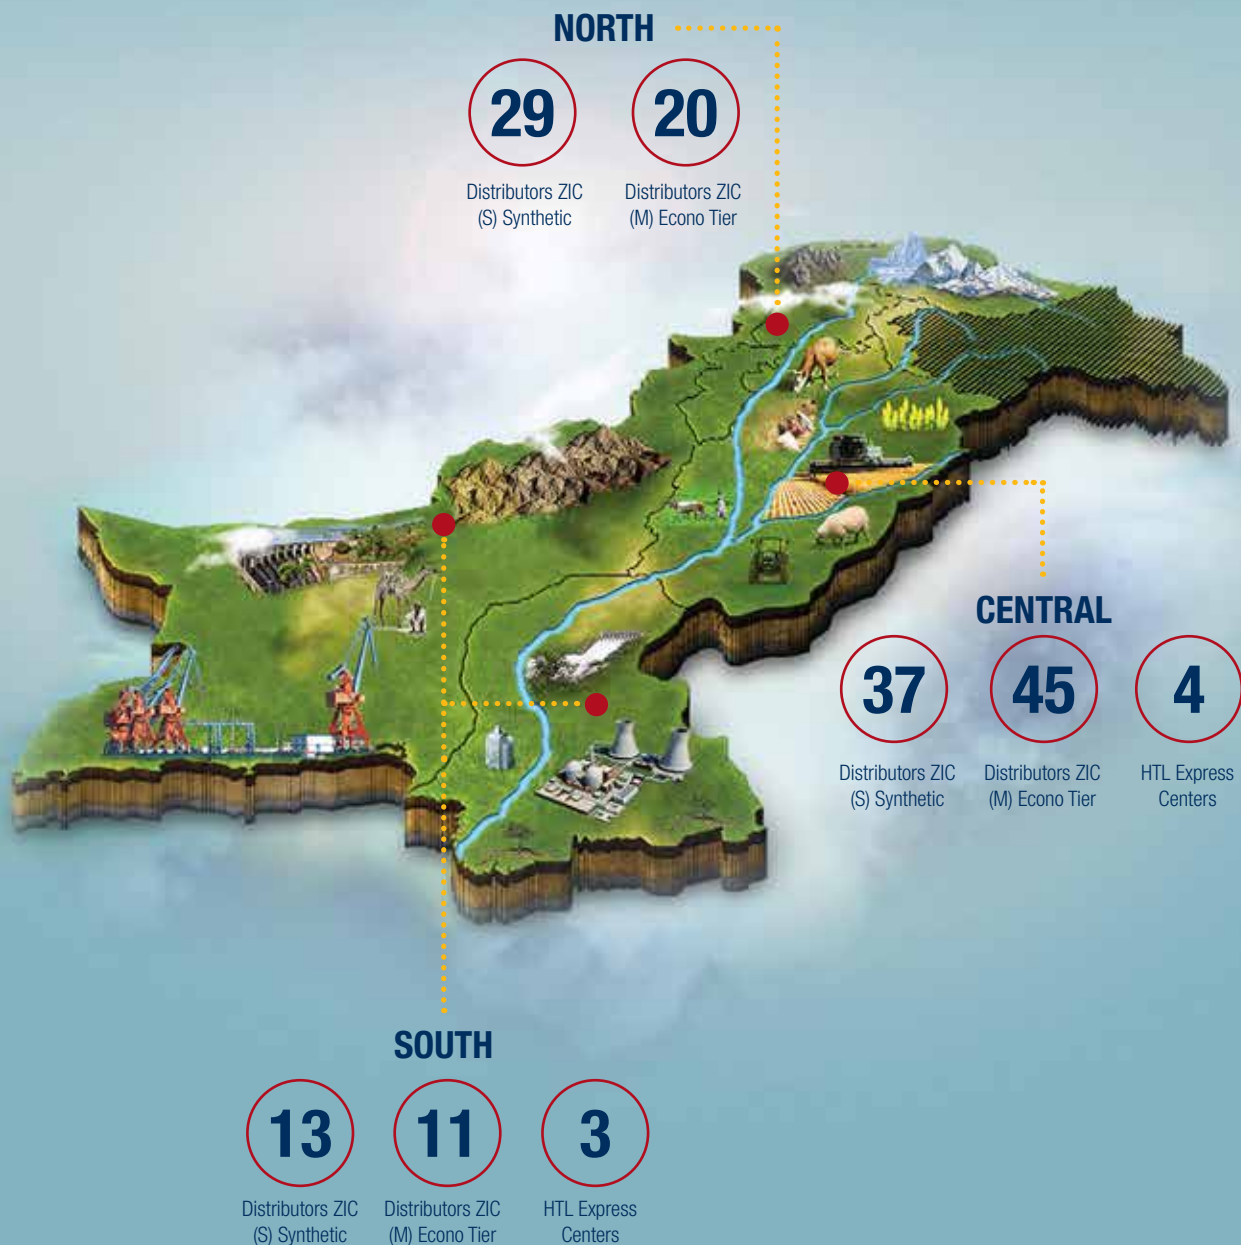 NORTH
29 20
Distributors ZIC Distributors ZIC
(S) Synthetic (M) Econo Tier
CENTRAL
37 45 4
Distributors ZIC Distributors ZIC HTL Express
(S) Synthetic (M) Econo Tier Centers
SOUTH
13 11 3
Distributors ZIC Distributors ZIC HTL Express
(S) Synthetic (M) Econo Tier Centers